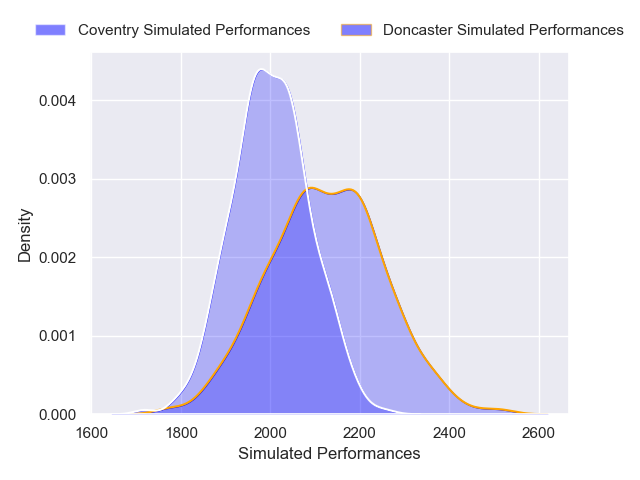 Coventry Simulated Performances Doncaster Simulated Performances
0.004
0.003
0.002
0.001
0.000
Density
1600 1800 2000 2200 2400 2600
Simulated Performances